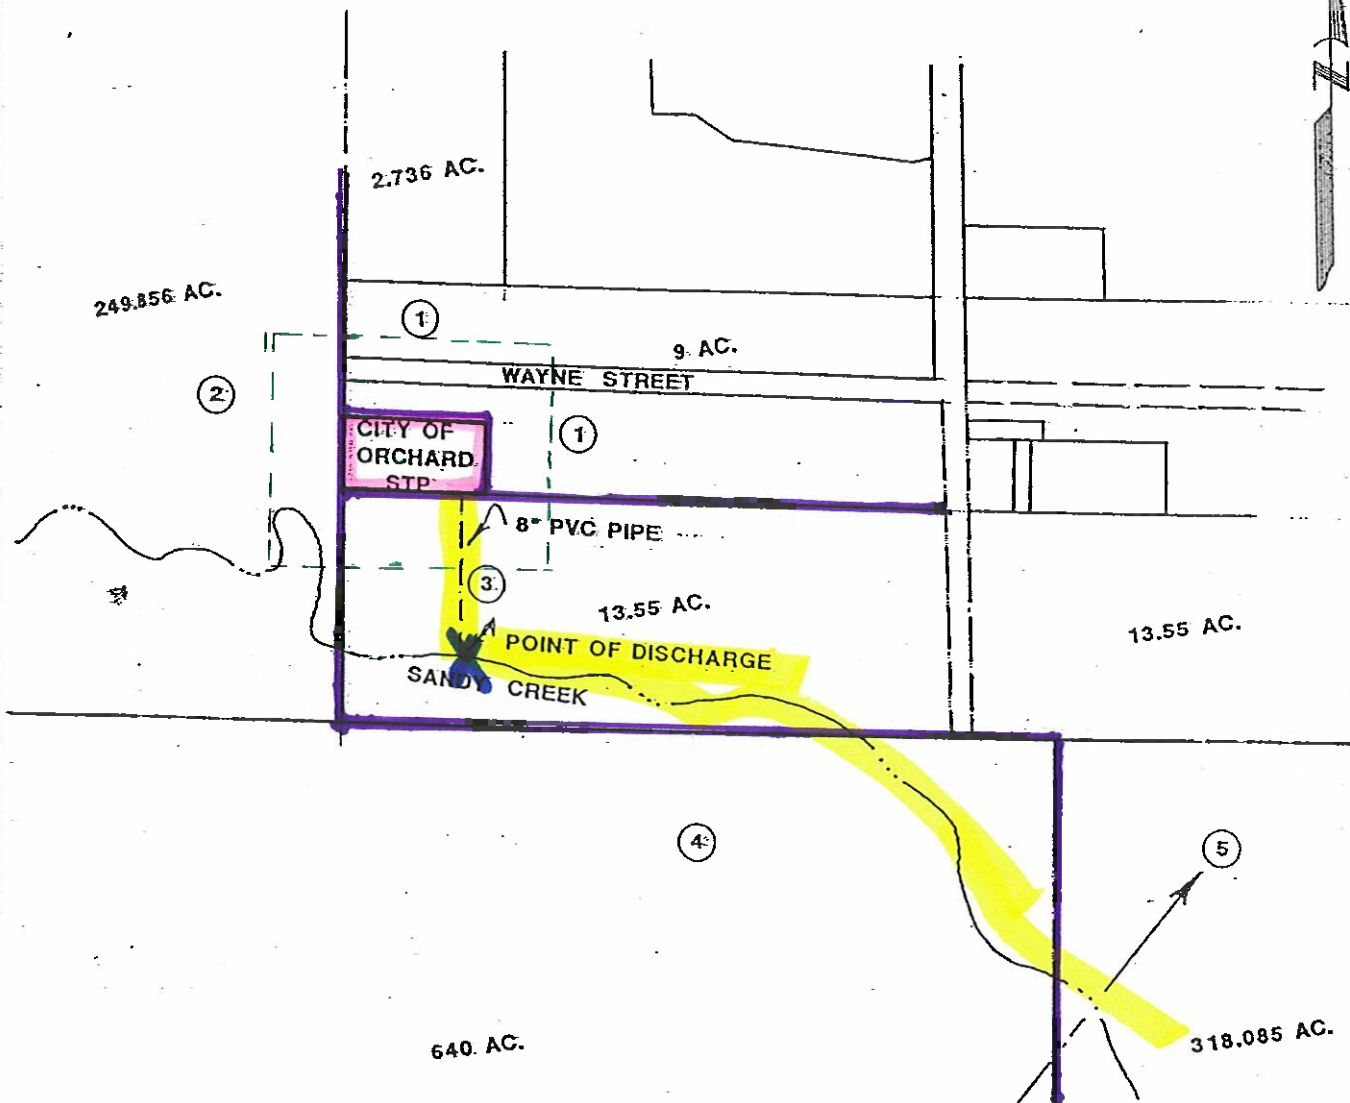 N
2.736 AC.
249.856 AC.
1
9 AC.
WAYNE STREET
2
1
CITY OF
ORCHARD
STP
8" PVC PIPE
3
13.55 AC.
13.55 AC.
POINT OF DISCHARGE
SANDY CREEK
4
5
640. AC.
318.085 AC.